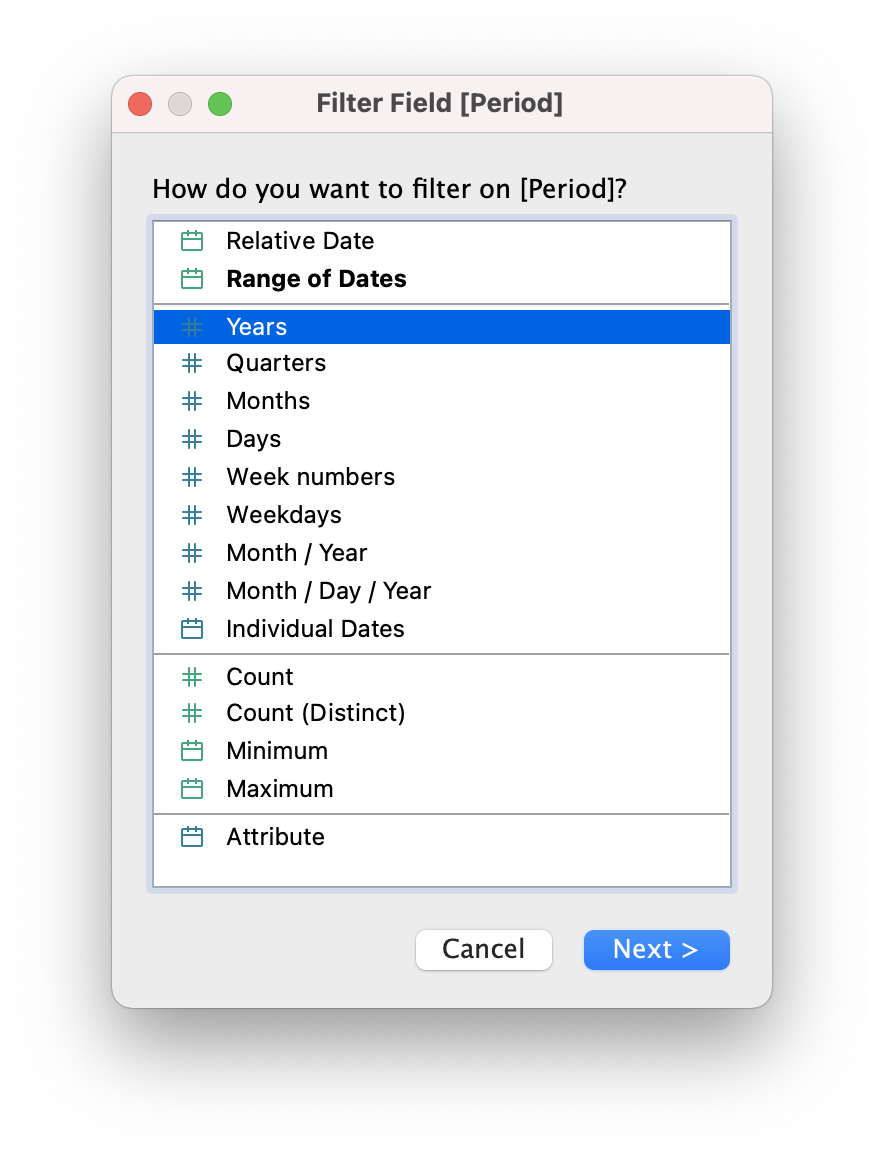 Filter Field [Period]
How do you want to filter on [Period]?
Relative Date
Range of Dates
Years
Quarters
Months
Days
Week numbers
Weekdays
Month / Year
Month / Day / Year
Individual Dates
Count
Count (Distinct)
Minimum
Maximum
Attribute
Cancel
Next >